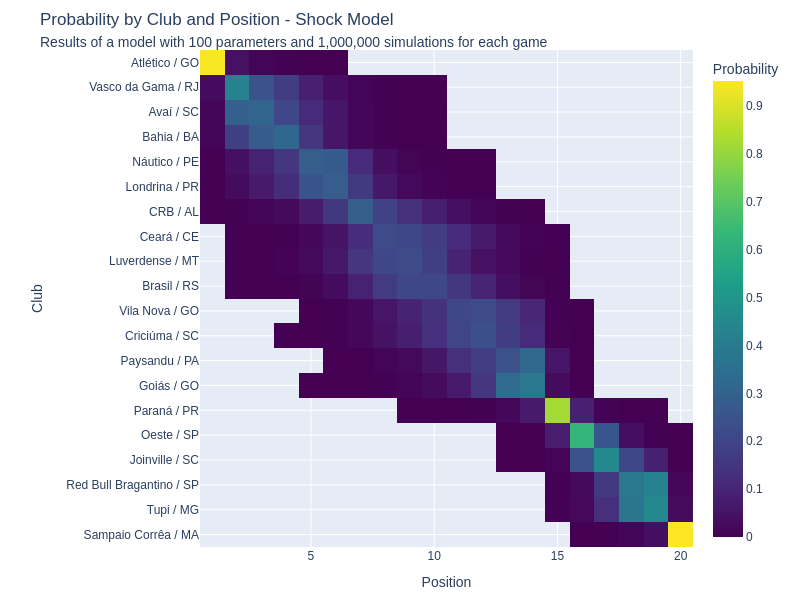 Probability by Club and Position - Shock Model
Results of a model with 100 parameters and 1,000,000 simulations for each game
Probability
0.9
0.8
0.7
0.6
0.5
0.4
0.3
0.2
0.1
0
Club
Atlético / GO
Vasco da Gama / RJ
Avaí / SC
Bahia / BA
Náutico / PE
Londrina / PR
CRB / AL
Ceará / CE
Luverdense / MT
Brasil / RS
Vila Nova / GO
Criciúma / SC
Paysandu / PA
Goiás / GO
Paraná / PR
Oeste / SP
Joinville / SC
Red Bull Bragantino / SP
Tupi / MG
Sampaio Corrêa / MA
5
10
15
20
Position